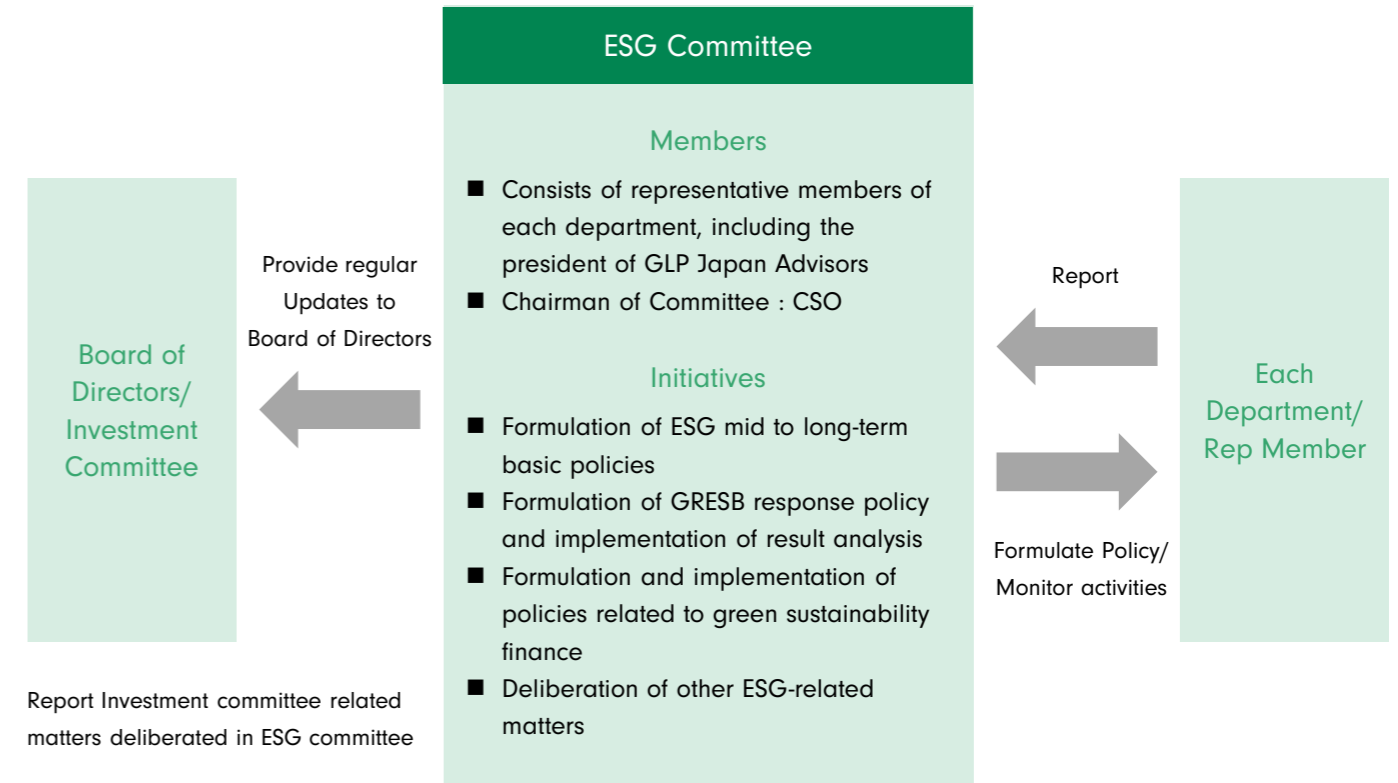 ESG Committee
Members
■ Consists of representative members of
each department, including the
president of GLP Japan Advisors
■ Chairman of Committee : CSO
Initiatives
■ Formulation of ESG mid to long-term
basic policies
■ Formulation of GRESB response policy
and implementation of result analysis
■ Formulation and implementation of
policies related to green sustainability
finance
■ Deliberation of other ESG-related
matters
Board of
Directors/
Investment
Committee
Provide regular
Updates to
Board of Directors
Report Investment committee related
matters deliberated in ESG committee
Report
Formulate Policy/
Monitor activities
Each
Department/
Rep Member